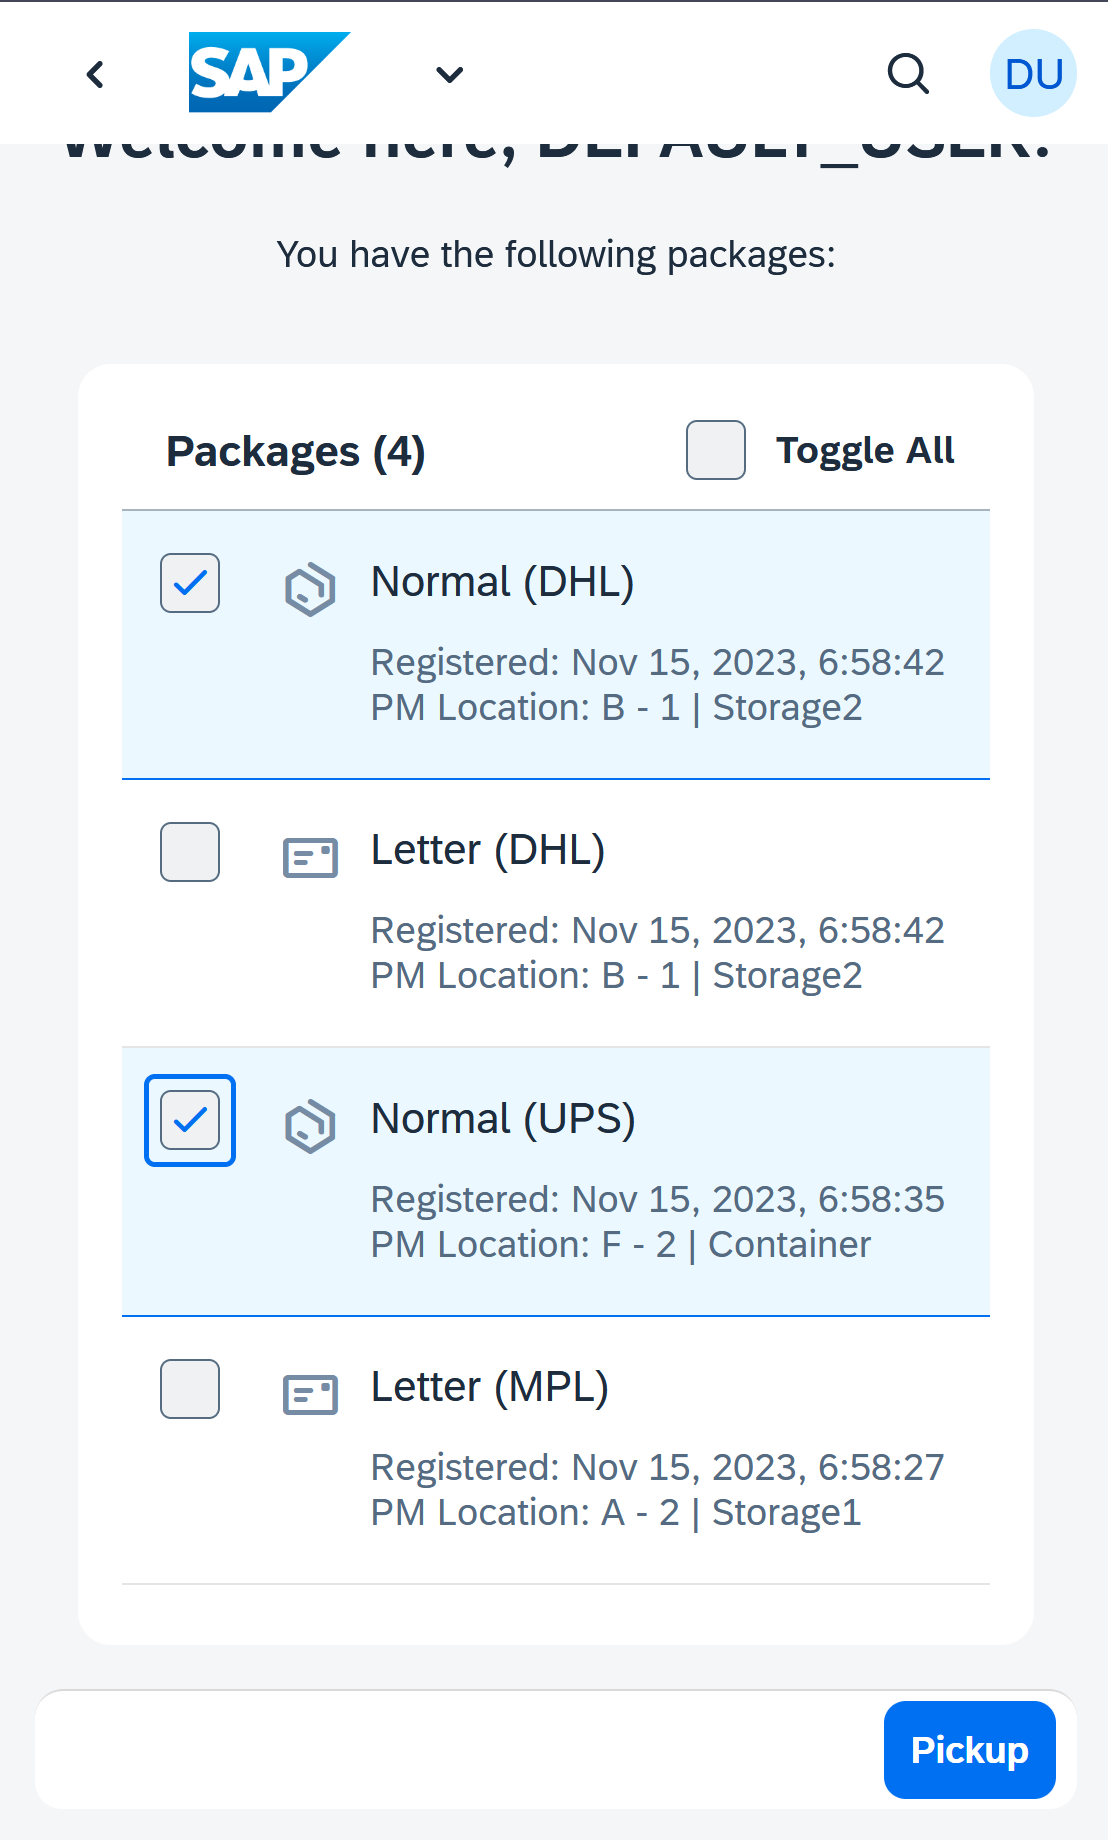 SAP
DU
Welcome here, DEFAULT_USER!
You have the following packages:
Packages (4)
Toggle All
Normal (DHL)
Registered: Nov 15, 2023, 6:58:42
PM Location: B - 1 | Storage2
Letter (DHL)
Registered: Nov 15, 2023, 6:58:42
PM Location: B - 1 | Storage2
Normal (UPS)
Registered: Nov 15, 2023, 6:58:35
PM Location: F - 2 | Container
Letter (MPL)
Registered: Nov 15, 2023, 6:58:27
PM Location: A - 2 | Storage1
Pickup